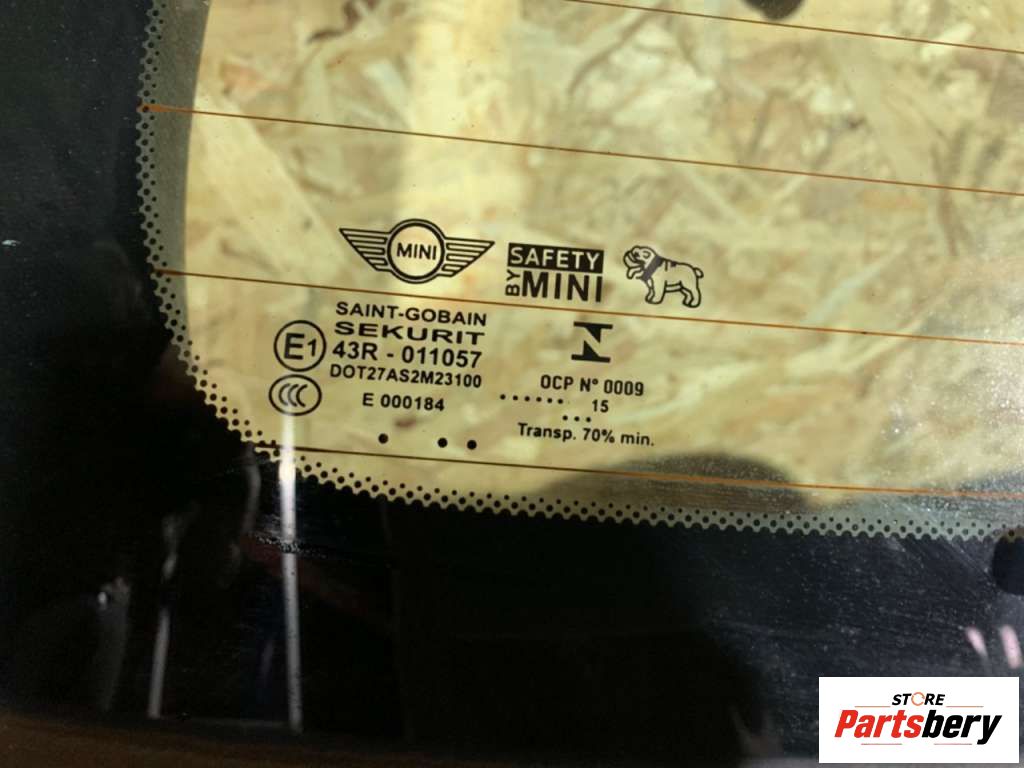 MINI
SAFETY
BY MINI
SAINT-GOBAIN
SEKURIT
E1
43R - 011057
DOT27AS2M23100
CCC
E 000184
N
OCP N° 0009
...... 15
...
Transp. 70% min.
STORE
Partsbery